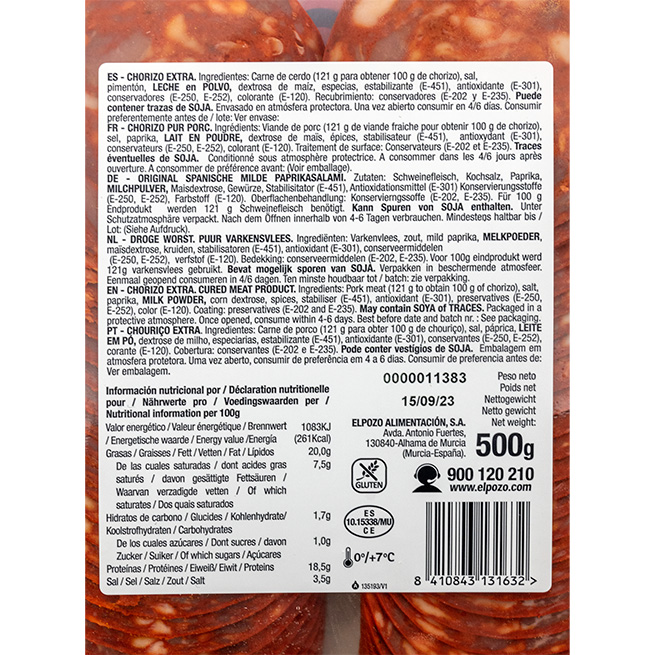 ES - CHORIZO EXTRA. Ingredientes: Carne de cerdo (121 g para obtener 100 g de chorizo), sal,
pimentón, LECHE en POLVO, dextrosa de maíz, especias, estabilizante (E-451), antioxidante (E-301),
conservadores (E-250, E-252), colorante (E-120). Recubrimiento: conservadores (E-202 y E-235). Puede
contener trazas de SOJA. Envasado en atmósfera protectora. Una vez abierto consumir en 4/6 días. Consumir
preferentemente antes de / lote: Ver envase:
FR - CHORIZO PUR PORC. Ingrédients: Viande de porc (121 g de viande fraiche pour obtenir 100 g de chorizo),
sel, paprika, LAIT EN POUDRE, dextrose de maïs, épices, stabilisateur (E-451), antioxydant (E-301),
conservateurs (E-250, E-252), colorant (E-120). Traitement de surface: Conservateurs (E-202 et E-235). Traces
éventuelles de SOJA. Conditionné sous atmosphère protectrice. A consommer dans les 4/6 jours après
ouverture. A consommer de préférence avant: (Voir emballage).
DE - ORIGINAL SPANISCHE MILDE PAPRIKASALAMI. Zutaten: Schweinefleisch, Kochsalz, Paprika,
MILCHPULVER, Maisdextrose, Gewürze, Stabilisitator (E-451),Antioxidationsmittel (E-301) Konservierungsstoffe
(E-250, E-252), Farbstoff (E-120). Oberflachenbehandlung: Konservierngsstoffe (E-202, E-235). Für 100 g
Endprodukt werden 121 g Schweinefleisch benötigt. Kann Spuren von SOJA enthalten. Unter
Schutzatmosphäre verpackt. Nach dem Öffnen innerhalb von 4-6 Tagen verbrauchen. Mindestos haltbar bis /
Lot: (Siehe Aufdruck).
NL - DROGE WORST. PUUR VARKENSVLEES. Ingrediënten: Varkenvlees, zout, mild paprika, MELKPOEDER,
maïsdextrose, kruiden, stabilisatoren (E-451), antioxidant (E-301), conserveermiddelen
(E-250, E-252), verfstof (E-120). Bedekking: conserveermiddelen (E-202 en E-235). Voor 100g eindprodukt werd
121g varkensvlees gebruikt. Bevat mogelijk sporen van SOJA. Verpakken in beschermende atmosfeer.
Eenmaal geopend consumeren in 4/6 dagen. Ten minste houdbaar tot / batch: zie verpakking.
EN - CHORIZO EXTRA. CURED MEAT PRODUCT. Ingredients: Pork meat (121 g to obtain 100 g of chorizo), salt,
paprika, MILK POWDER, corn dextrose, spices, stabiliser (E-451), antioxidant (E-301), preservatives (E-250,
E-252), color (E-120). Coating: preservatives (E-202 and E-235). May contain SOYA of TRACES. Packaged in a
protective atmosphere. Once opened, consume within 4-6 days. Best before date and batch nr. : See packaging.
PT - CHOURIÇO EXTRA. Ingredientes: Carne de porco (121 g para obter 100 g de chouriço), sal, páprica, LEITE
EM PÓ, dextrose de milho, especiarias, estabilizante (E-451), antioxidante (E-301), conservantes (E-250, E-252),
corante (E-120). Cobertura: conservantes (E-202 e E-235). Pode conter vestígios de SOJA. Embalagem em
atmosfera protetora. Uma vez aberto, consumir de preferência em 4 a 6 dias. Consumir de preferencia antes de:
Ver emballagem.
Información nutricional por / Déclaration nutritionelle
pour / Nährwerte pro / Voedingswaarden per /
Nutritional information per 100g
Valor energético / Valeur énergétique / Brennwert 1083KJ
/ Energetische waarde / Energy value /Energía (261Kcal)
Grasas / Graisses / Fett / Vetten / Fat / Lípidos 20,0g
De las cuales saturadas / dont acides gras 7,5g
saturés / davon gesättigte Fettsäuren /
Waarvan verzadigde vetten / Of which
saturates / Dos quais saturados
Hidratos de carbono / Glucides / Kohlenhydrate/ 1,7g
Koolstrofhydraten / Carbohydrates
De los cuales azúcares / Dont sucres / davon 1,0g
Zucker / Suiker / Of which sugars / Açúcares
Proteínas / Protéines / Eiweiß/ Eiwit / Proteins 18,5g
Sal / Sel / Salz / Zout / Salt 3,5g
0000011383
15/09/23
Peso neto
Poids net
Nettogewicht
Netto gewicht
Net weight:
500g
ELPOZO ALIMENTACIÓN, S.A.
Avda. Antonio Fuertes,
130840-Alhama de Murcia
(Murcia-España).
GLUTEN
900 120 210
www.elpozo.com
ES
10.15338/MU
C E
0°/+7°C
135193/V1
8 410843 131632 >